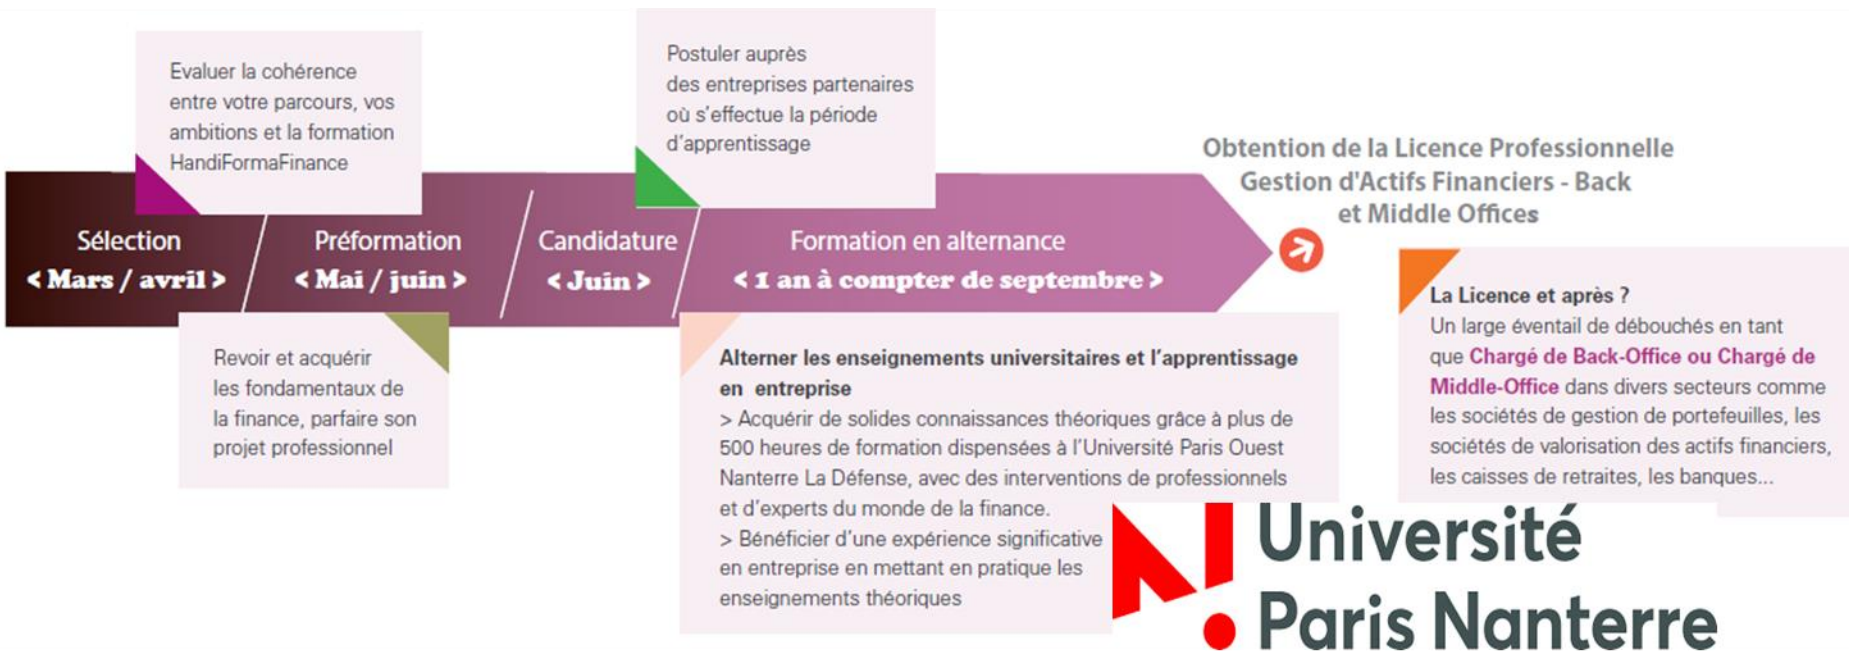 Evaluer la cohérence
entre votre parcours, vos
ambitions et la formation
HandiFormaFinance
Postuler auprès
des entreprises partenaires
où s'effectue la période
d'apprentissage
Sélection
< Mars / avril >
Préformation
< Mai / juin >
Candidature
< Juin >
Formation en alternance
< 1 an à compter de septembre >
Obtention de la Licence Professionnelle
Gestion d'Actifs Financiers - Back
et Middle Offices
Revoir et acquérir
les fondamentaux de
la finance, parfaire son
projet professionnel
Alterner les enseignements universitaires et l'apprentissage
en entreprise
> Acquérir de solides connaissances théoriques grâce à plus de
500 heures de formation dispensées à l'Université Paris Ouest
Nanterre La Défense, avec des interventions de professionnels
et d'experts du monde de la finance.
> Bénéficier d'une expérience significative
en entreprise en mettant en pratique les
enseignements théoriques
La Licence et après ?
Un large éventail de débouchés en tant
que Chargé de Back-Office ou Chargé de
Middle-Office dans divers secteurs comme
les sociétés de gestion de portefeuilles, les
sociétés de valorisation des actifs financiers,
les caisses de retraites, les banques...
Université
Paris Nanterre